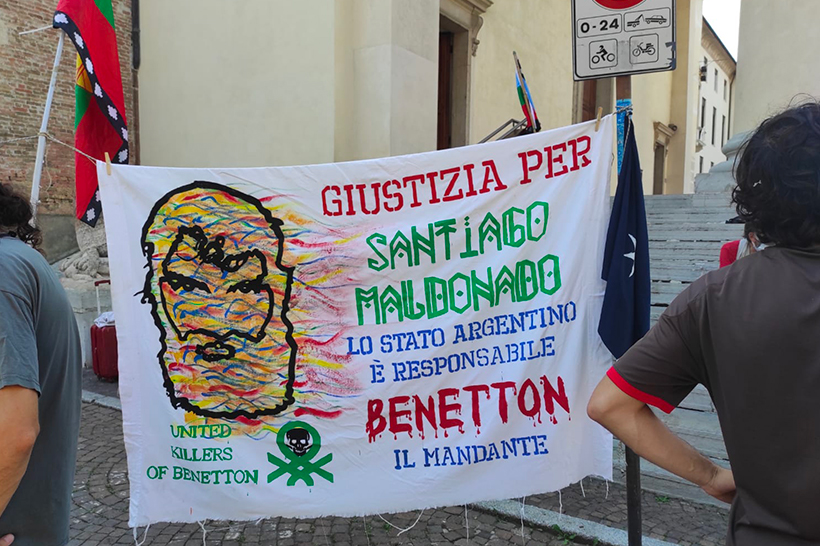 0-24
GIUSTIZIA PER
SANTIAGO
MALDONADO
LO STATO ARGENTINO
È RESPONSABILE
BENETTON
IL MANDANTE
UNITED
KILLERS
OF BENETTON